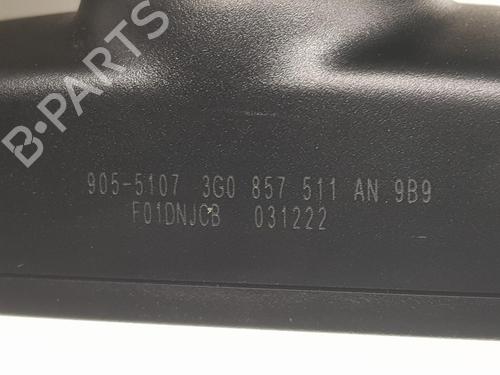 B-PARTS
905-5107 3G0 857 511 AN 9B9
F01DNJCB 031222